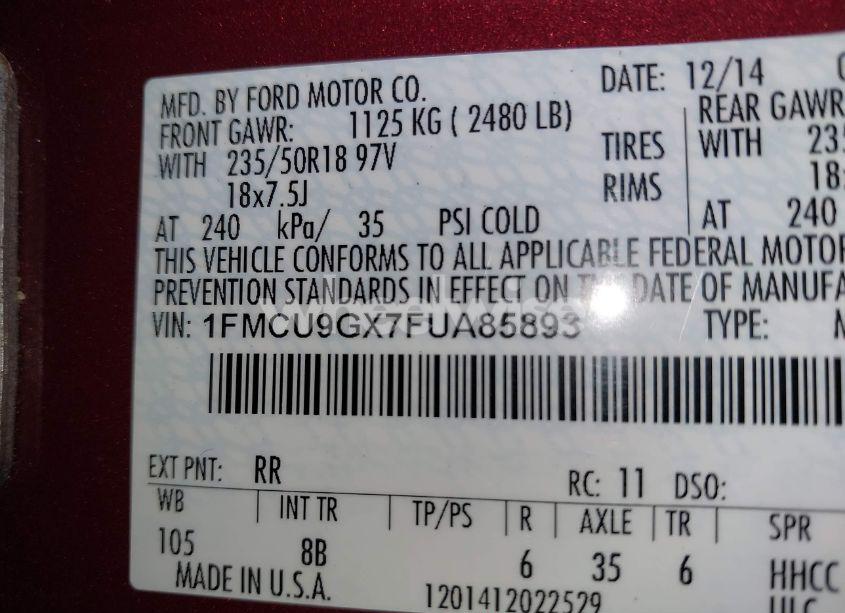 MFD. BY FORD MOTOR CO. DATE: 12/14
FRONT GAWR: 1125 KG ( 2480 LB) REAR GAWR
WITH 235/50R18 97V TIRES WITH 235
18x7.5J RIMS 18
AT 240 kPa/ 35 PSI COLD AT 240
THIS VEHICLE CONFORMS TO ALL APPLICABLE FEDERAL MOTOR
PREVENTION STANDARDS IN EFFECT ON THE DATE OF MANUFA
VIN: 1FMCU9GX7FUA85893 TYPE:
EXT PNT: RR RC: 11 DSO:
WB INT TR TP/PS R AXLE TR SPR
105 8B 6 35 6 HHCC
MADE IN U.S.A. 1201412022529